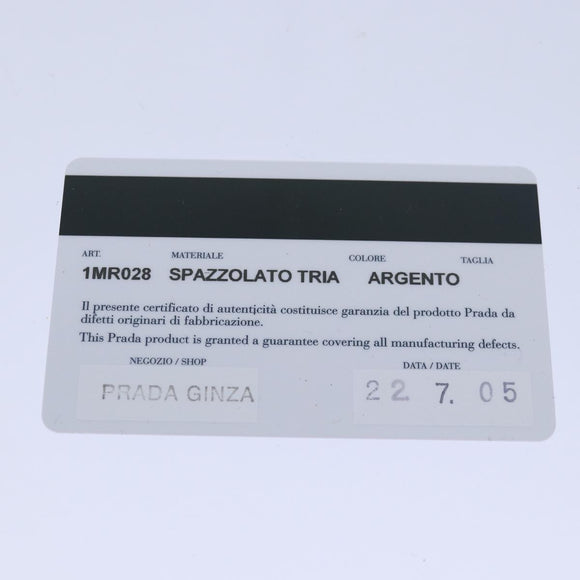 ART. MATERIALE COLORE TAGLIA
1MR028 SPAZZOLATO TRIA ARGENTO
Il presente certificato di autenticità costituisce garanzia del prodotto Prada da
difetti originari di fabbricazione.
This Prada product is granted a guarantee covering all manufacturing defects.
NEGOZIO / SHOP DATA / DATE
PRADA GINZA 22. 7. 05